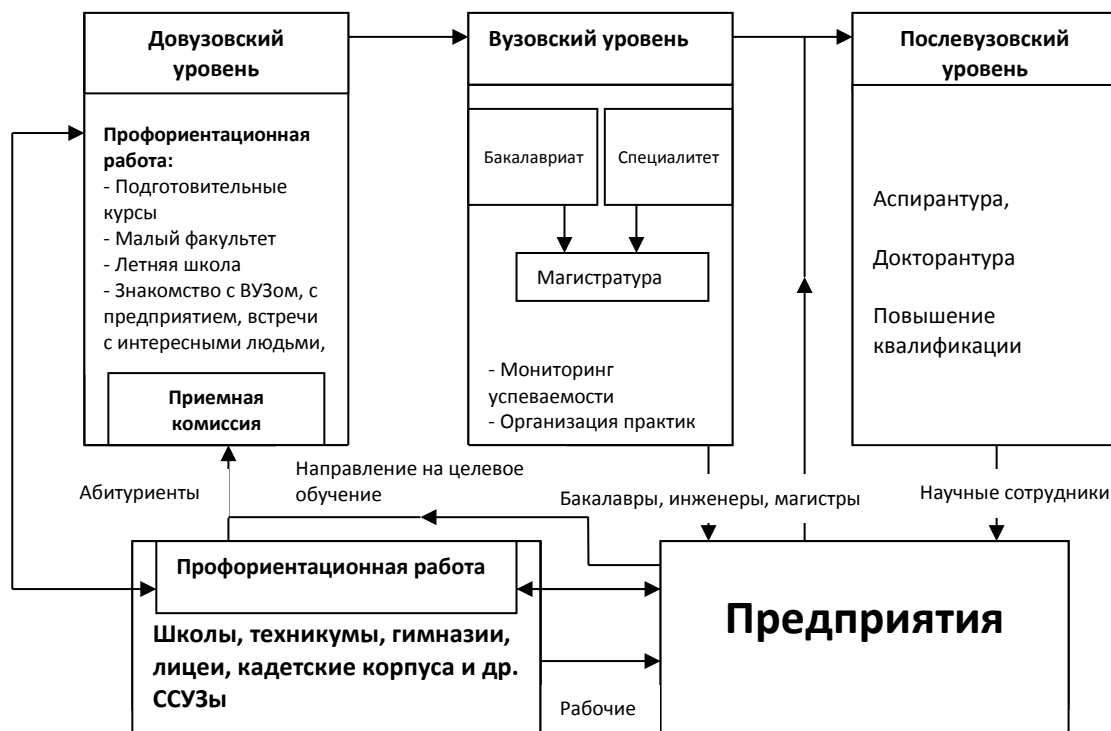 Довузовский
уровень
Профориентационная
работа:
- Подготовительные
курсы
- Малый факультет
- Летняя школа
- Знакомство с ВУЗом, с
предприятием, встречи
с интересными людьми,
Приемная
комиссия
Вузовский уровень
Бакалавриат
Специалитет
Магистратура
- Мониторинг
успеваемости
- Организация практик
Послевузовский
уровень
Аспирантура,
Докторантура
Повышение
квалификации
Абитуриенты
Направление на целевое
обучение
Бакалавры, инженеры, магистры
Научные сотрудники
Профориентационная работа
Школы, техникумы, гимназии,
лицеи, кадетские корпуса и др.
ССУЗы
Рабочие
Предприятия